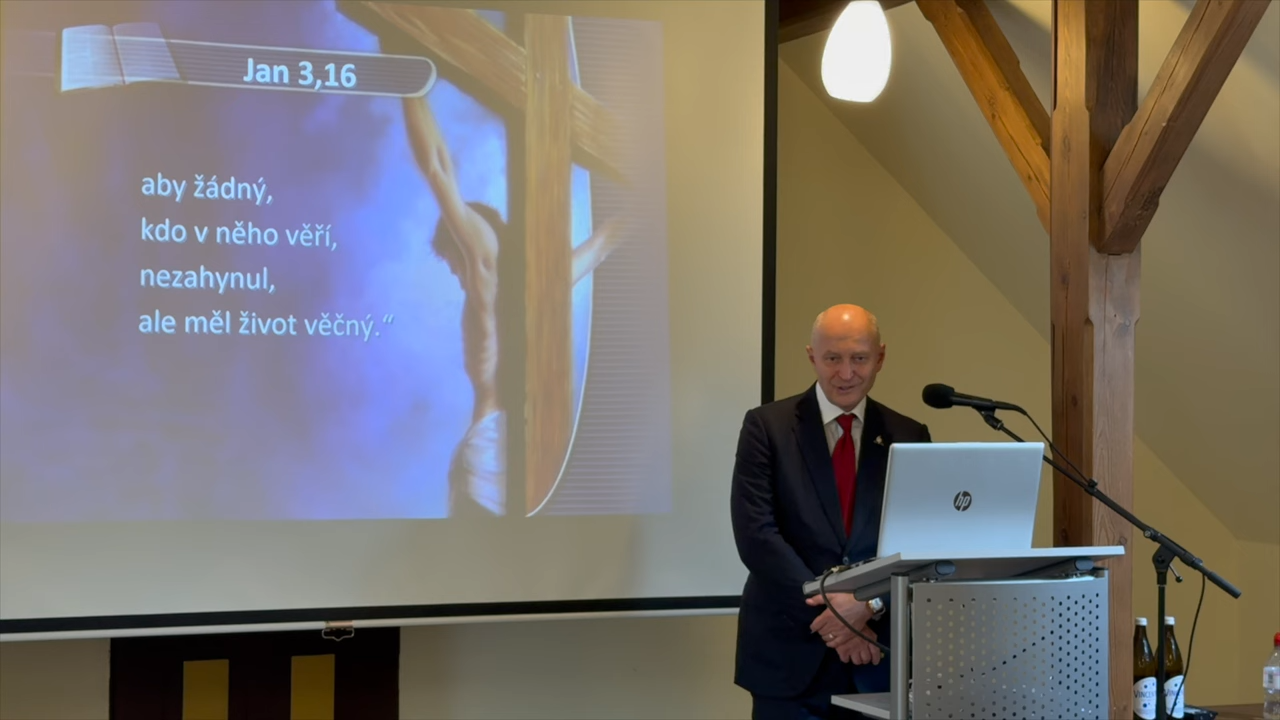 Jan 3,16
aby žádný,
kdo v něho věří,
nezahynul,
ale měl život věčný.“
hp